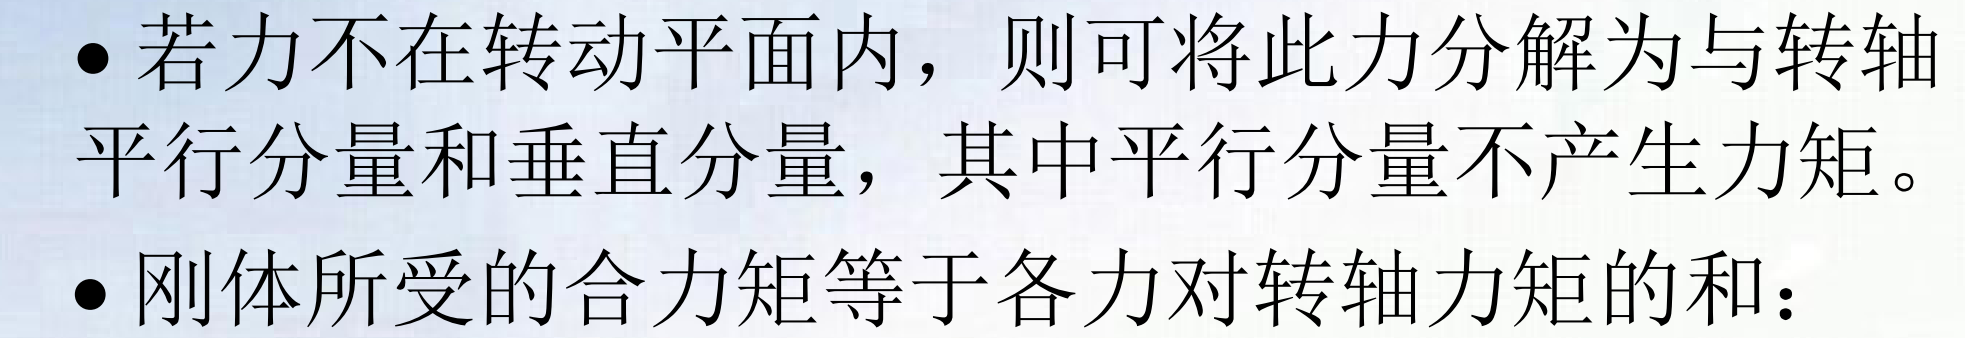 •若力不在转动平面内，则可将此力分解为与转轴
平行分量和垂直分量，其中平行分量不产生力矩。
•刚体所受的合力矩等于各力对转轴力矩的和：